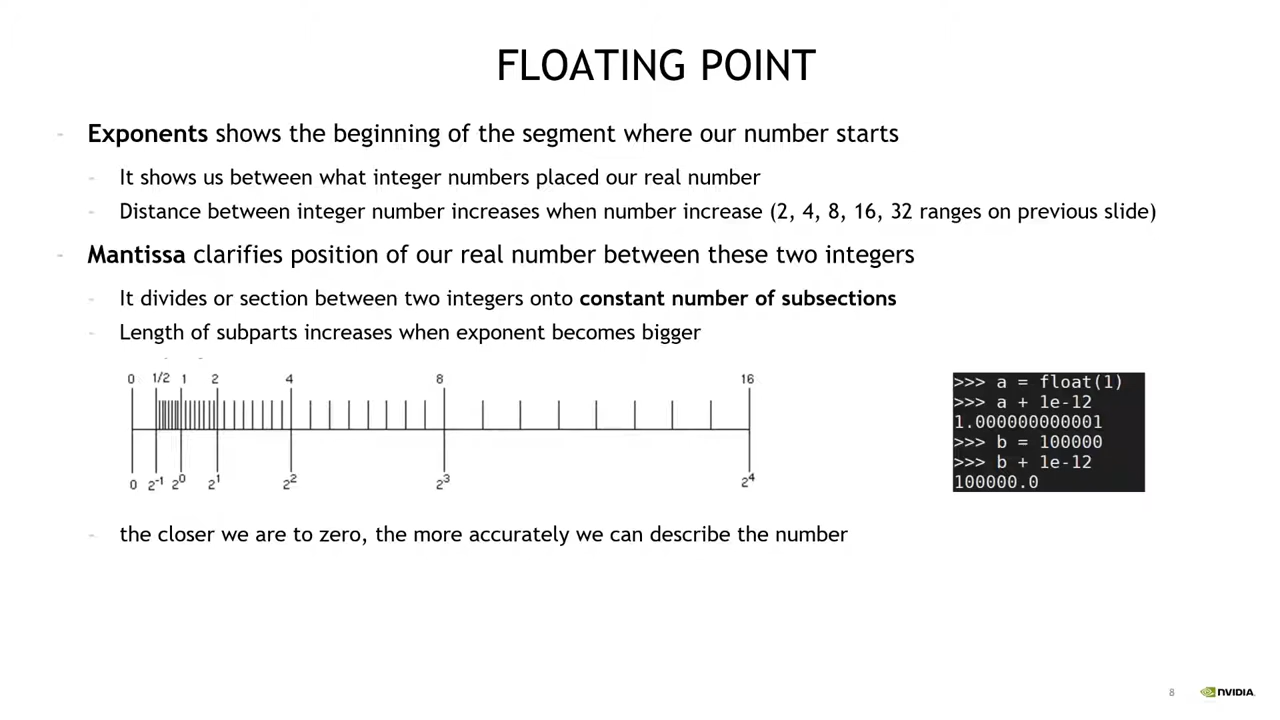 FLOATING POINT
- Exponents shows the beginning of the segment where our number starts
- It shows us between what integer numbers placed our real number
- Distance between integer number increases when number increase (2, 4, 8, 16, 32 ranges on previous slide)
- Mantissa clarifies position of our real number between these two integers
- It divides or section between two integers onto constant number of subsections
- Length of subparts increases when exponent becomes bigger
0 1/2 1 2 4 8 16
0 2⁻¹ 2⁰ 2¹ 2² 2³ 2⁴
>>> a = float(1)
>>> a + 1e-12
1.000000000001
>>> b = 100000
>>> b + 1e-12
100000.0
- the closer we are to zero, the more accurately we can describe the number
8 NVIDIA.